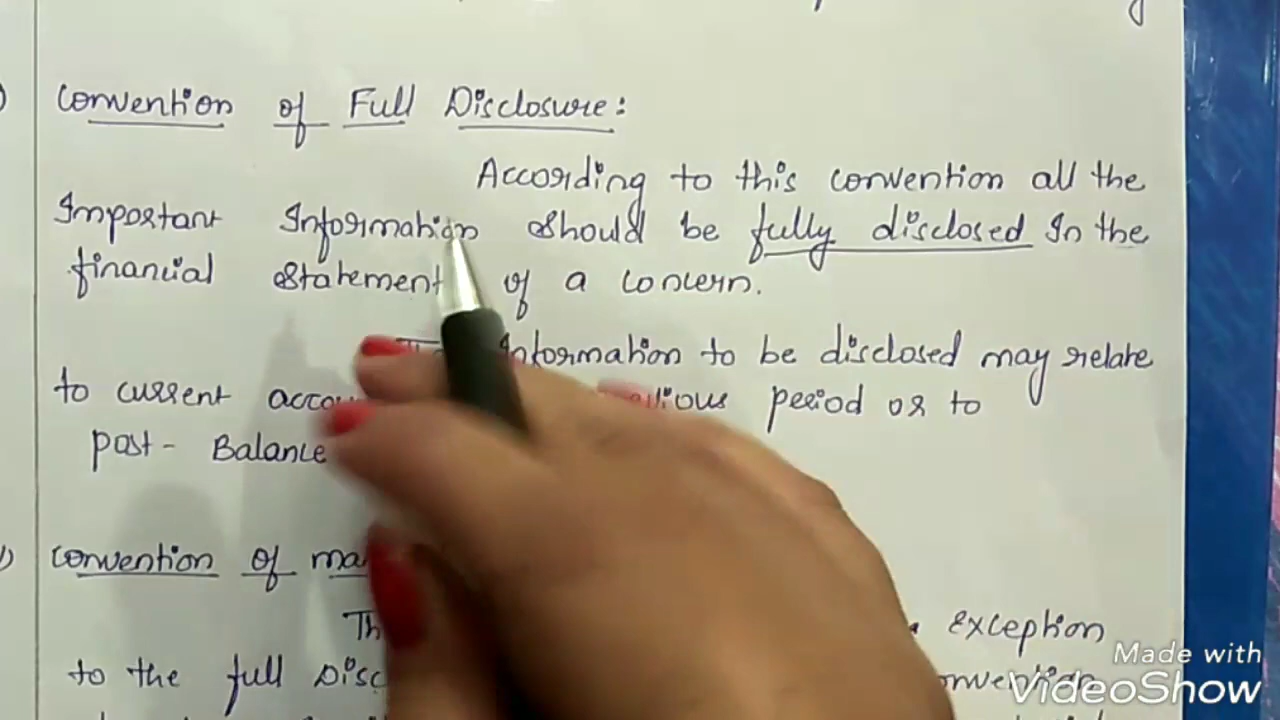 Convention of Full Disclosure:
According to this convention all the
Important Information should be fully disclosed In the
financial statement of a concern.
Information to be disclosed may relate
to current period or to
post- Balance
Convention of
exception
to the full
Made with
VideoShow